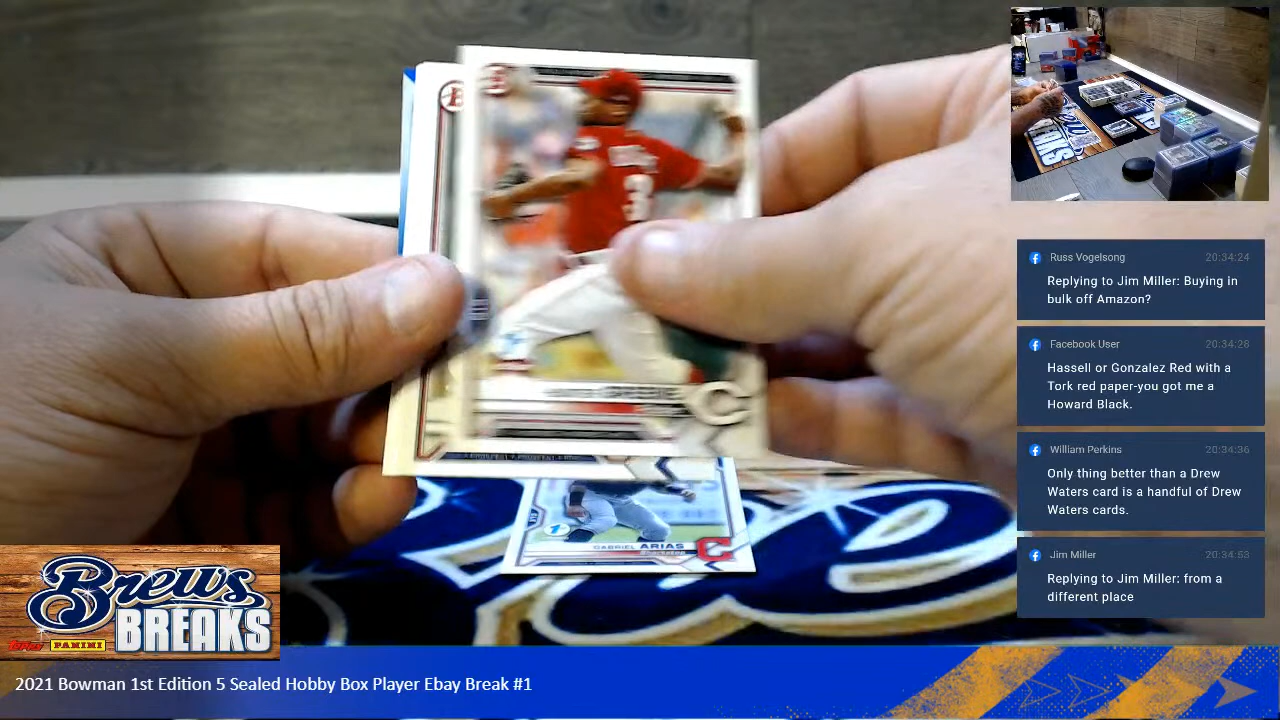 3
GABRIEL ARIAS
BREAKS
Brews
BREAKS
TOPPS PANINI
2021 Bowman 1st Edition 5 Sealed Hobby Box Player Ebay Break #1
Russ Vogelsong 20:34:24
Replying to Jim Miller: Buying in
bulk off Amazon?
Facebook User 20:34:28
Hassell or Gonzalez Red with a
Tork red paper-you got me a
Howard Black.
William Perkins 20:34:36
Only thing better than a Drew
Waters card is a handful of Drew
Waters cards.
Jim Miller 20:34:53
Replying to Jim Miller: from a
different place